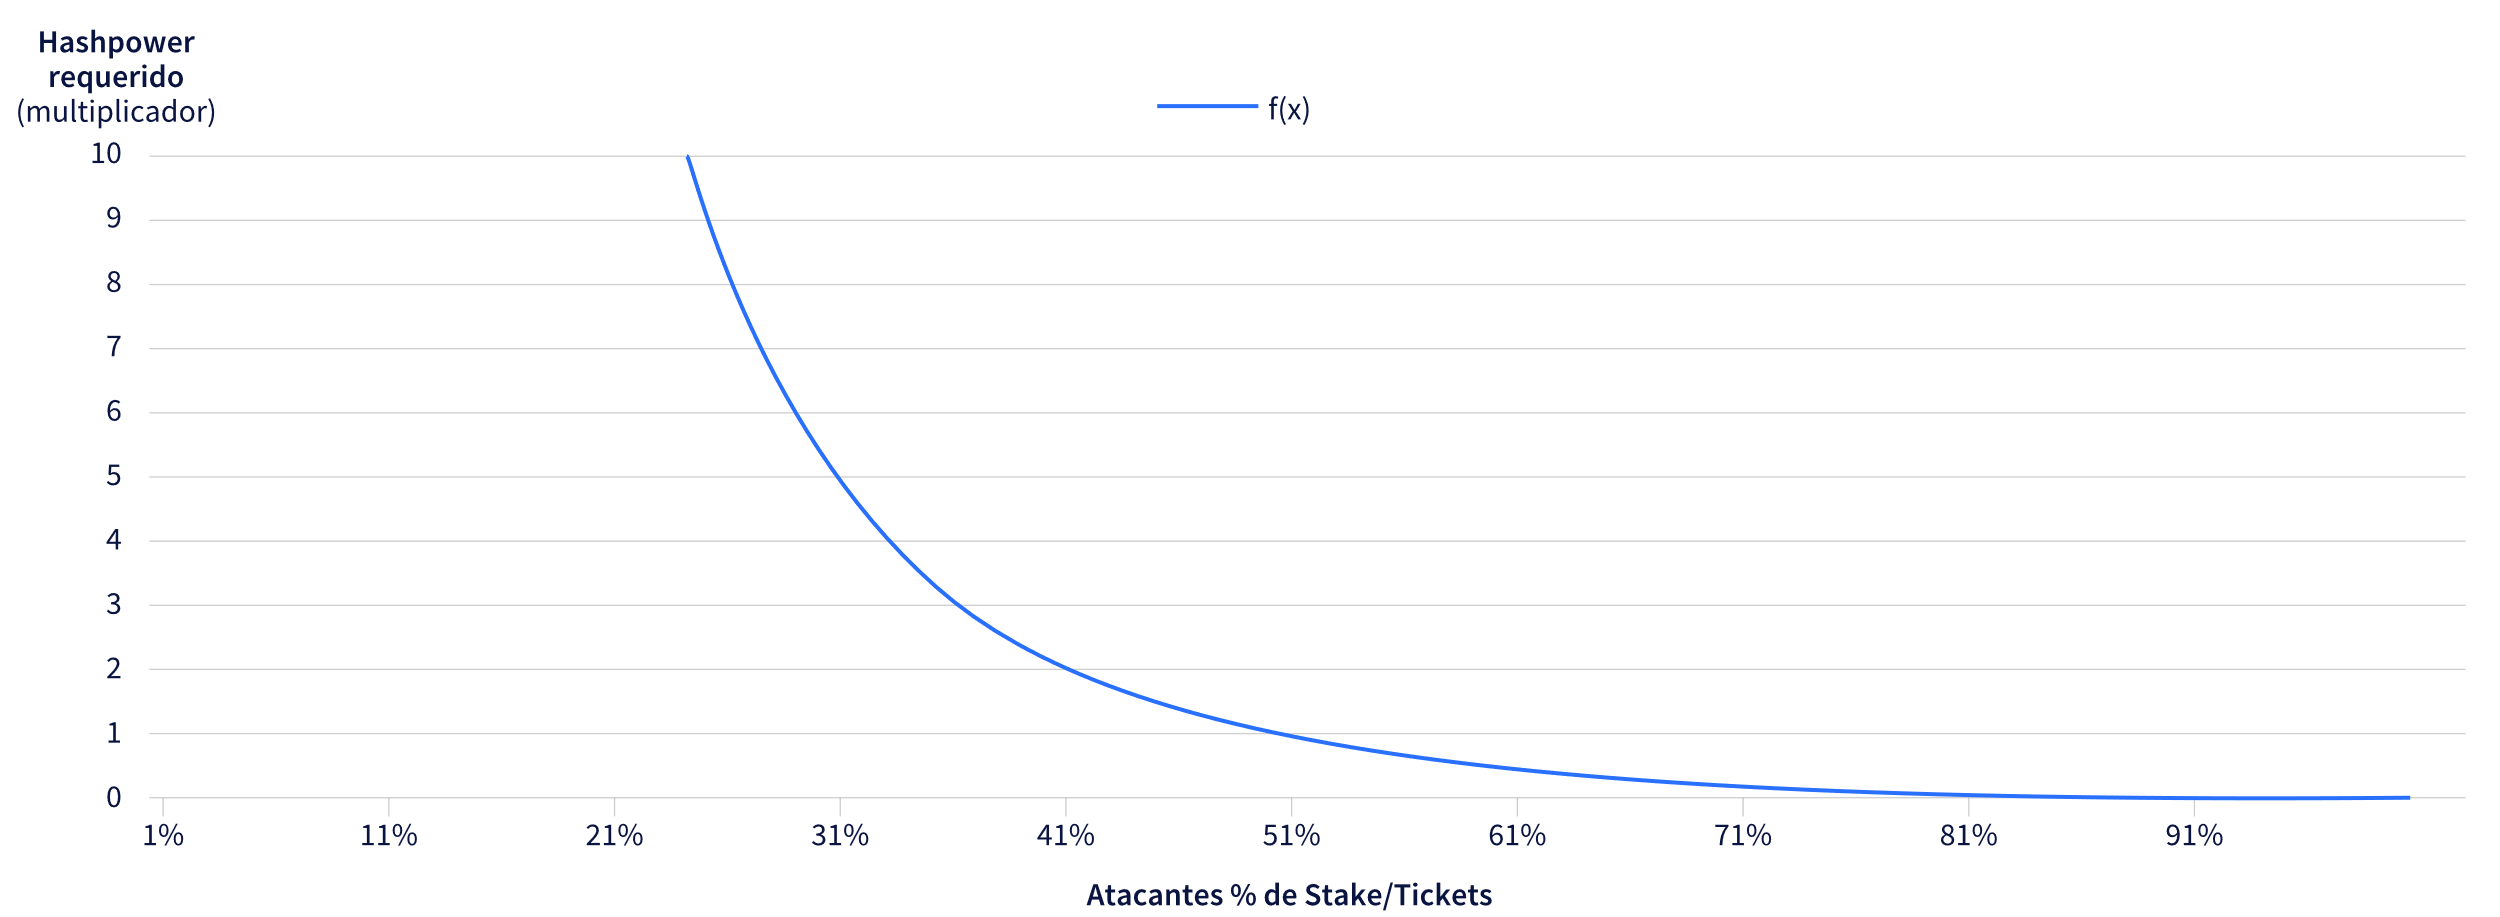 Hashpower
requerido
(multiplicador)
f(x)
10
9
8
7
6
5
4
3
2
1
0
1% 11% 21% 31% 41% 51% 61% 71% 81% 91%
Atacantes % de Stake/Tickets